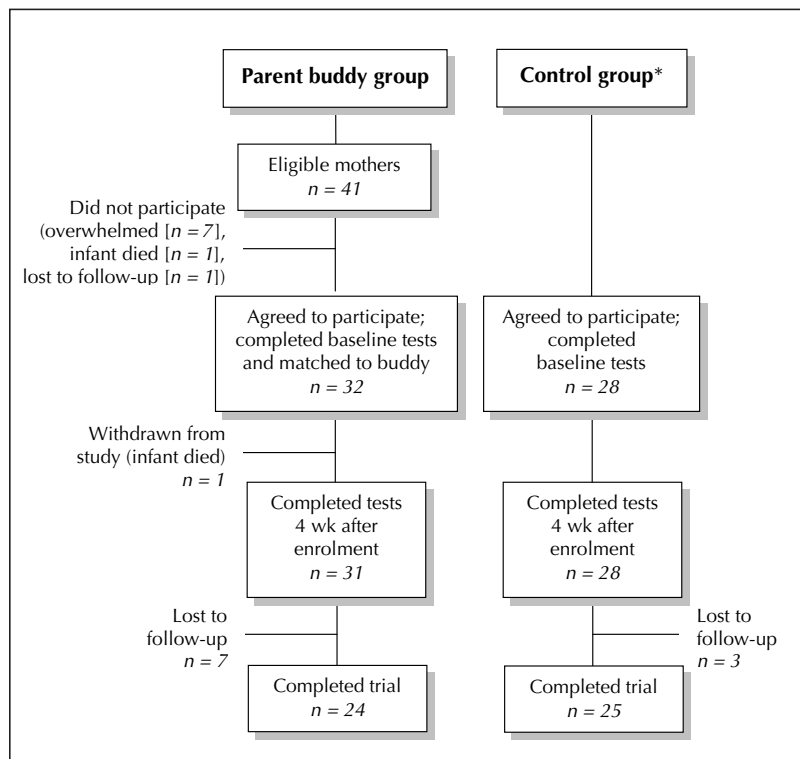 Parent buddy group
Control group*
Eligible mothers
n = 41
Did not participate
(overwhelmed [n = 7],
infant died [n = 1],
lost to follow-up [n = 1])
Agreed to participate;
completed baseline tests
and matched to buddy
n = 32
Agreed to participate;
completed
baseline tests
n = 28
Withdrawn from
study (infant died)
n = 1
Completed tests
4 wk after
enrolment
n = 31
Completed tests
4 wk after
enrolment
n = 28
Lost to
follow-up
n = 7
Lost to
follow-up
n = 3
Completed trial
n = 24
Completed trial
n = 25